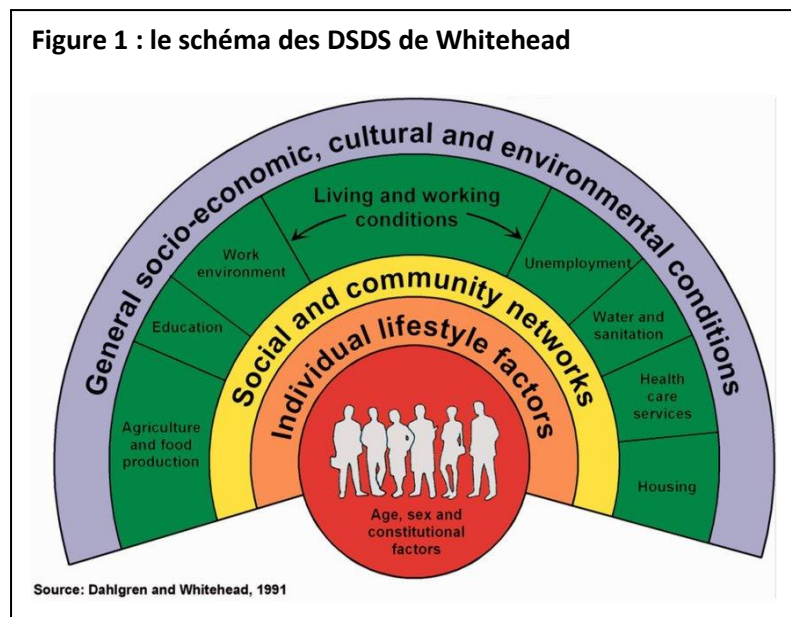 Figure 1 : le schéma des DSDS de Whitehead
General socio-economic, cultural and environmental conditions
Living and working
conditions
Work
environment
Unemployment
Education
Water and
sanitation
Agriculture
and food
production
Health
care
services
Housing
Social and community networks
Individual lifestyle factors
Age, sex and
constitutional
factors
Source: Dahlgren and Whitehead, 1991